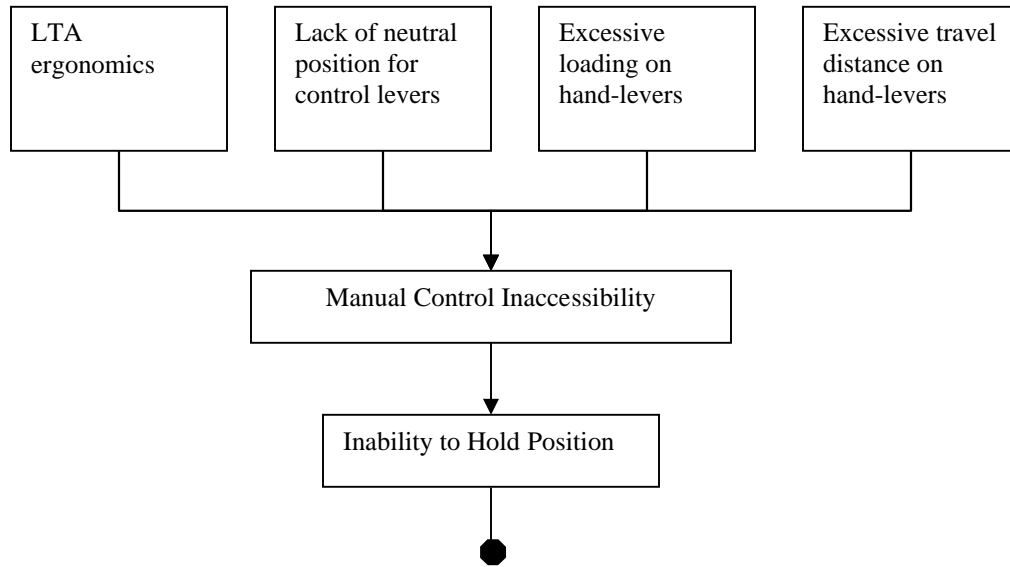 LTA
ergonomics
Lack of neutral
position for
control levers
Excessive
loading on
hand-levers
Excessive travel
distance on
hand-levers
Manual Control Inaccessibility
Inability to Hold Position